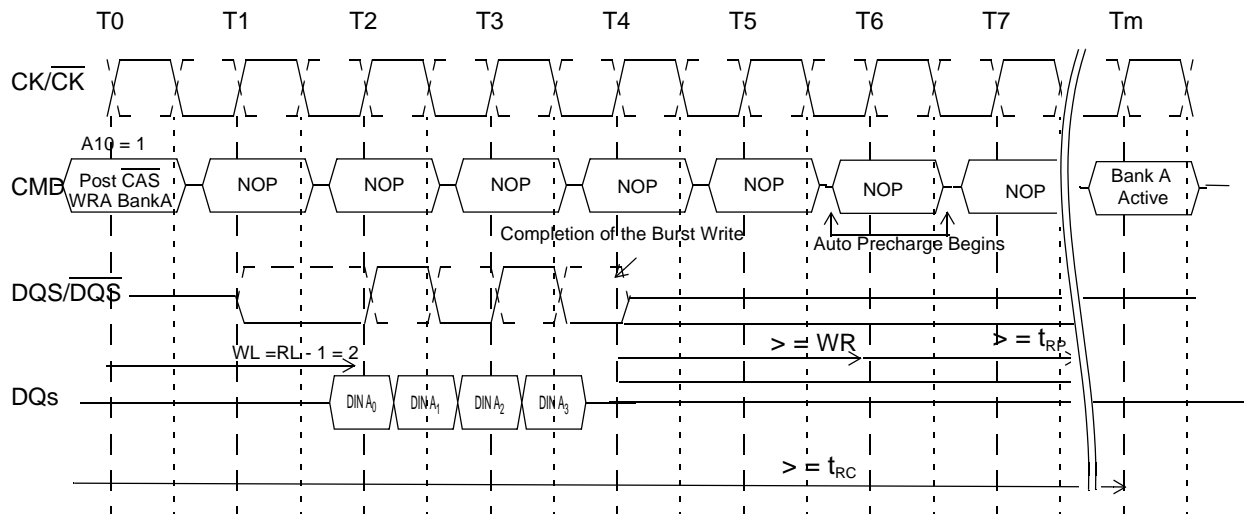 T0 T1 T2 T3 T4 T5 T6 T7 Tm
CK/CK
A10 = 1
CMD
Post CAS
WRA BankA
NOP NOP NOP NOP NOP NOP NOP
Bank A
Active
Completion of the Burst Write
Auto Precharge Begins
DQS/DQS
WL =RL - 1 = 2
> = WR
> = tRP
DQs
DIN A0 DIN A1 DIN A2 DIN A3
> = tRC